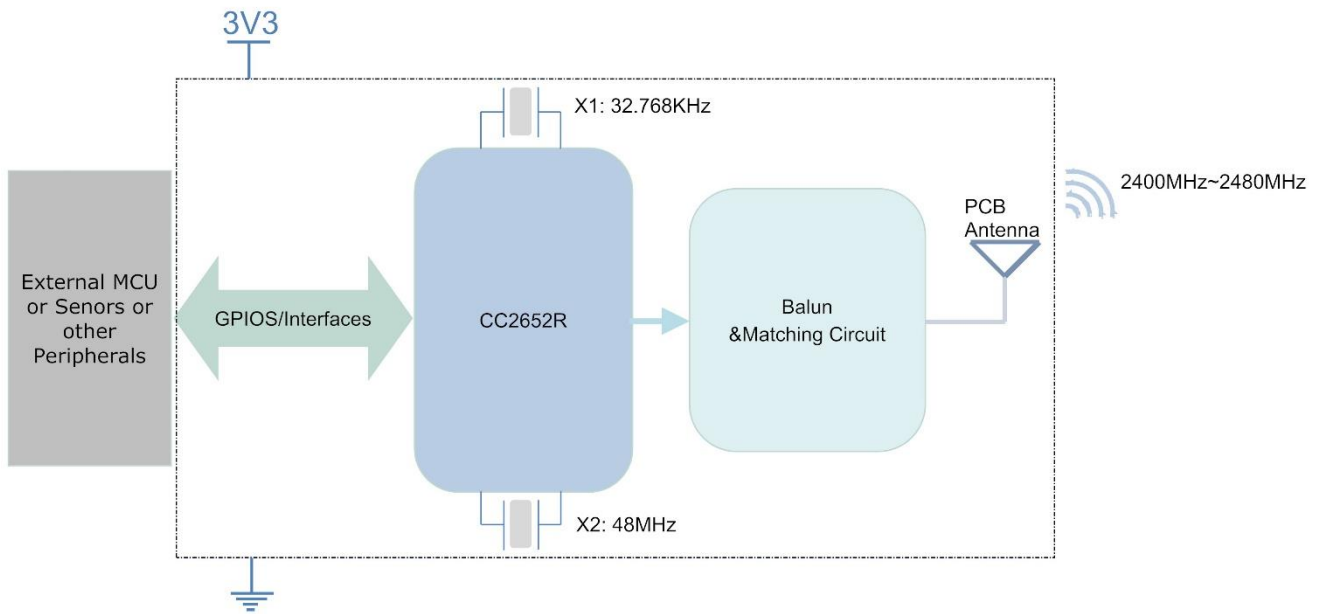 3V3
X1: 32.768KHz
2400MHz~2480MHz
PCB
Antenna
External MCU
or Senors or
other
Peripherals
GPIOS/Interfaces
CC2652R
Balun
&Matching Circuit
X2: 48MHz